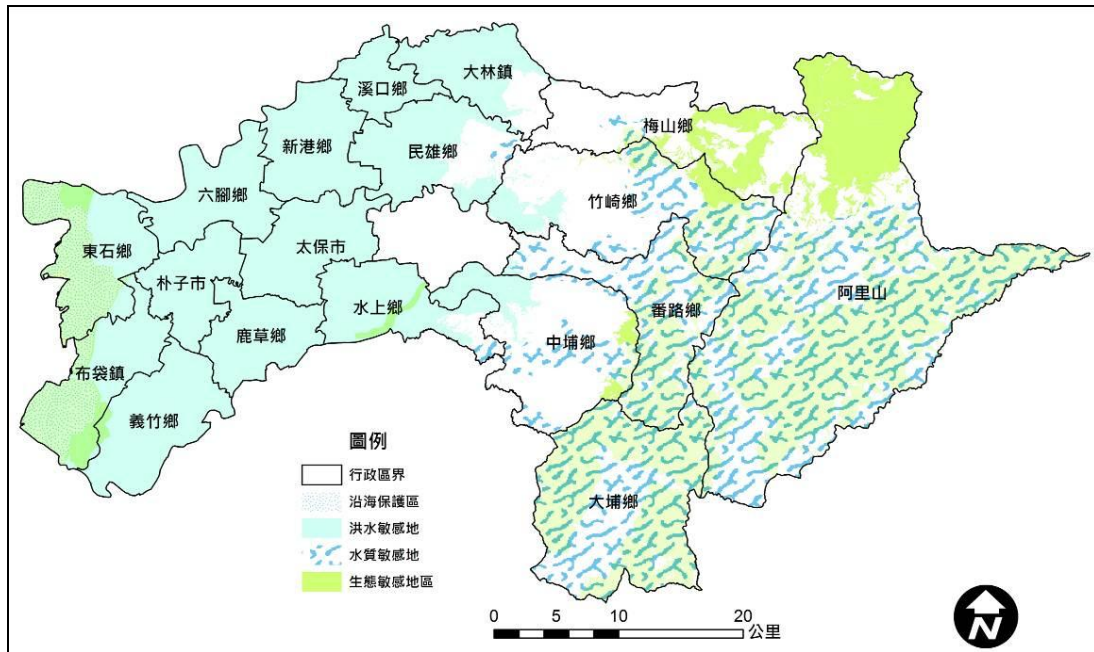 大林鎮
溪口鄉
梅山鄉
新港鄉
民雄鄉
六腳鄉
竹崎鄉
東石鄉
太保市
朴子市
阿里山
水上鄉
番路鄉
鹿草鄉
中埔鄉
布袋鎮
義竹鄉
大埔鄉
圖例
行政區界
沿海保護區
洪水敏感地
水質敏感地
生態敏感地區
0 5 10 20
公里
N